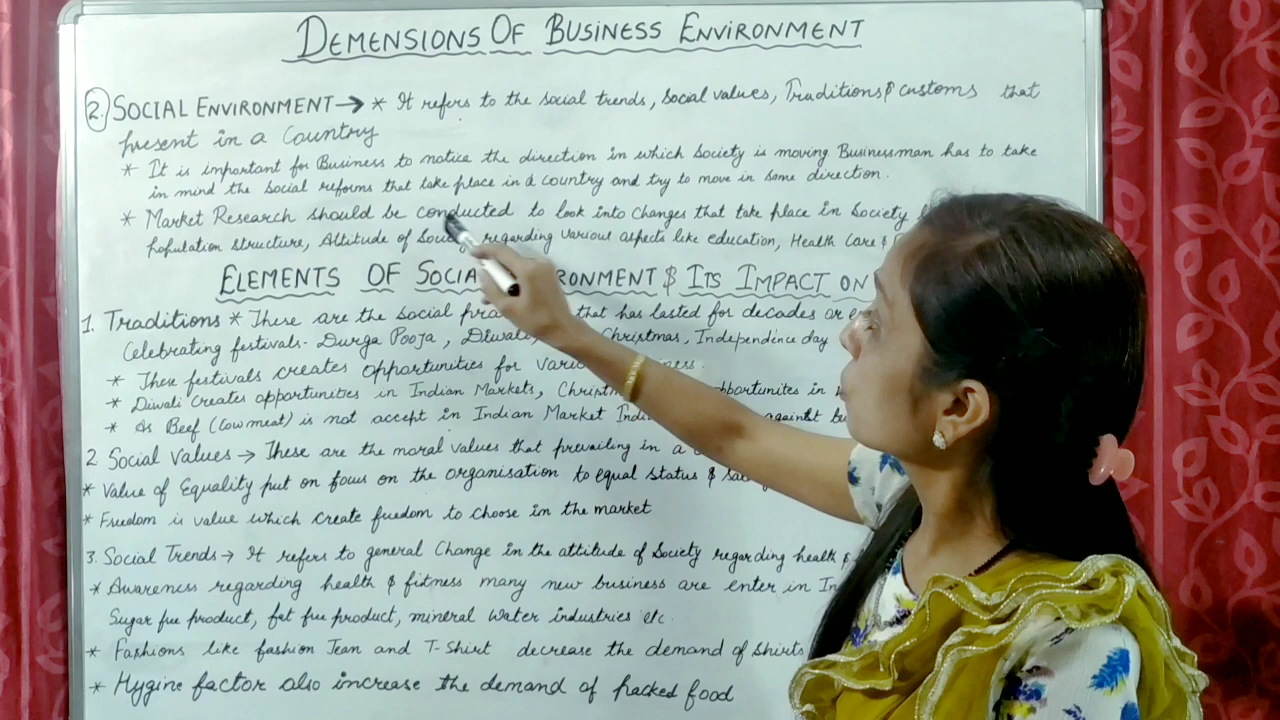 DEMENSIONS OF BUSINESS ENVIRONMENT
2. SOCIAL ENVIRONMENT → * It refers to the social trends, Social values, Traditions & customs that
present in a Country
* It is important for Business to notice the direction in which Society is moving Businessman has to take
in mind the Social reforms that take place in a country and try to move in same direction.
* Market Research should be conducted to look into changes that take place in Society
population structure, Attitude of regarding various aspects like education, Health Care &
ELEMENTS OF & ITS IMPACT ON
1. Traditions * These are the social that has lasted for decades
Celebrating festivals - Durga Pooja, Diwali, Christmas, Independence day
* These festivals creates opportunities for
* Diwali creates opportunities in Indian Markets, in
* As Beef (Cow meat) is not accept in Indian Market against
2 Social Values → These are the moral values that prevailing in a
* Value of Equality put on focus on the organisation to equal status &
* Freedom is value which create freedom to choose in the market
3. Social Trends → It refers to general Change in the attitude of Society regarding health &
* Awareness regarding health & fitness many new business are enter in
Sugar free product, fat free product, mineral Water industries etc.
* Fashions like fashion Jean and T-Shirt decrease the demand of Shirts
* Hygine factor also increase the demand of packed food